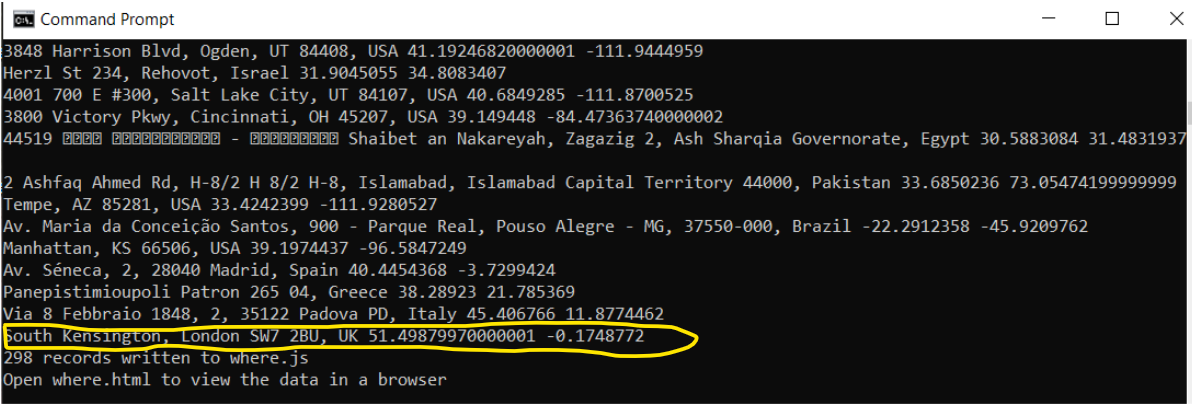 Command Prompt
3848 Harrison Blvd, Ogden, UT 84408, USA 41.19246820000001 -111.9444959
Herzl St 234, Rehovot, Israel 31.9045055 34.8083407
4001 700 E #300, Salt Lake City, UT 84107, USA 40.6849285 -111.8700525
3800 Victory Pkwy, Cincinnati, OH 45207, USA 39.149448 -84.47363740000002
44519 - Shaibet an Nakareyah, Zagazig 2, Ash Sharqia Governorate, Egypt 30.5883084 31.4831937
2 Ashfaq Ahmed Rd, H-8/2 H 8/2 H-8, Islamabad, Islamabad Capital Territory 44000, Pakistan 33.6850236 73.05474199999999
Tempe, AZ 85281, USA 33.4242399 -111.9280527
Av. Maria da Conceição Santos, 900 - Parque Real, Pouso Alegre - MG, 37550-000, Brazil -22.2912358 -45.9209762
Manhattan, KS 66506, USA 39.1974437 -96.5847249
Av. Séneca, 2, 28040 Madrid, Spain 40.4454368 -3.7299424
Panepistimioupoli Patron 265 04, Greece 38.28923 21.785369
Via 8 Febbraio 1848, 2, 35122 Padova PD, Italy 45.406766 11.8774462
South Kensington, London SW7 2BU, UK 51.49879970000001 -0.1748772
298 records written to where.js
Open where.html to view the data in a browser